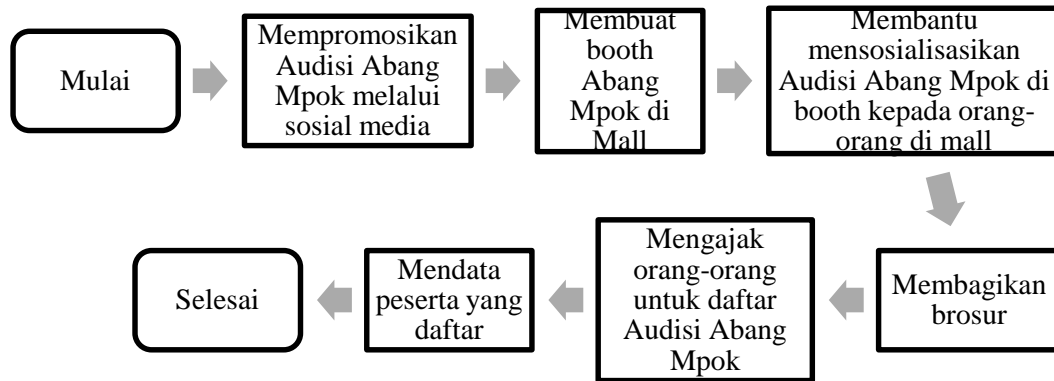 Mulai
Mempromosikan
Audisi Abang
Mpok melalui
sosial media
Membuat
booth
Abang
Mpok di
Mall
Membantu
mensosialisasikan
Audisi Abang Mpok di
booth kepada orang-
orang di mall
Membagikan
brosur
Mengajak
orang-orang
untuk daftar
Audisi Abang
Mpok
Mendata
peserta yang
daftar
Selesai